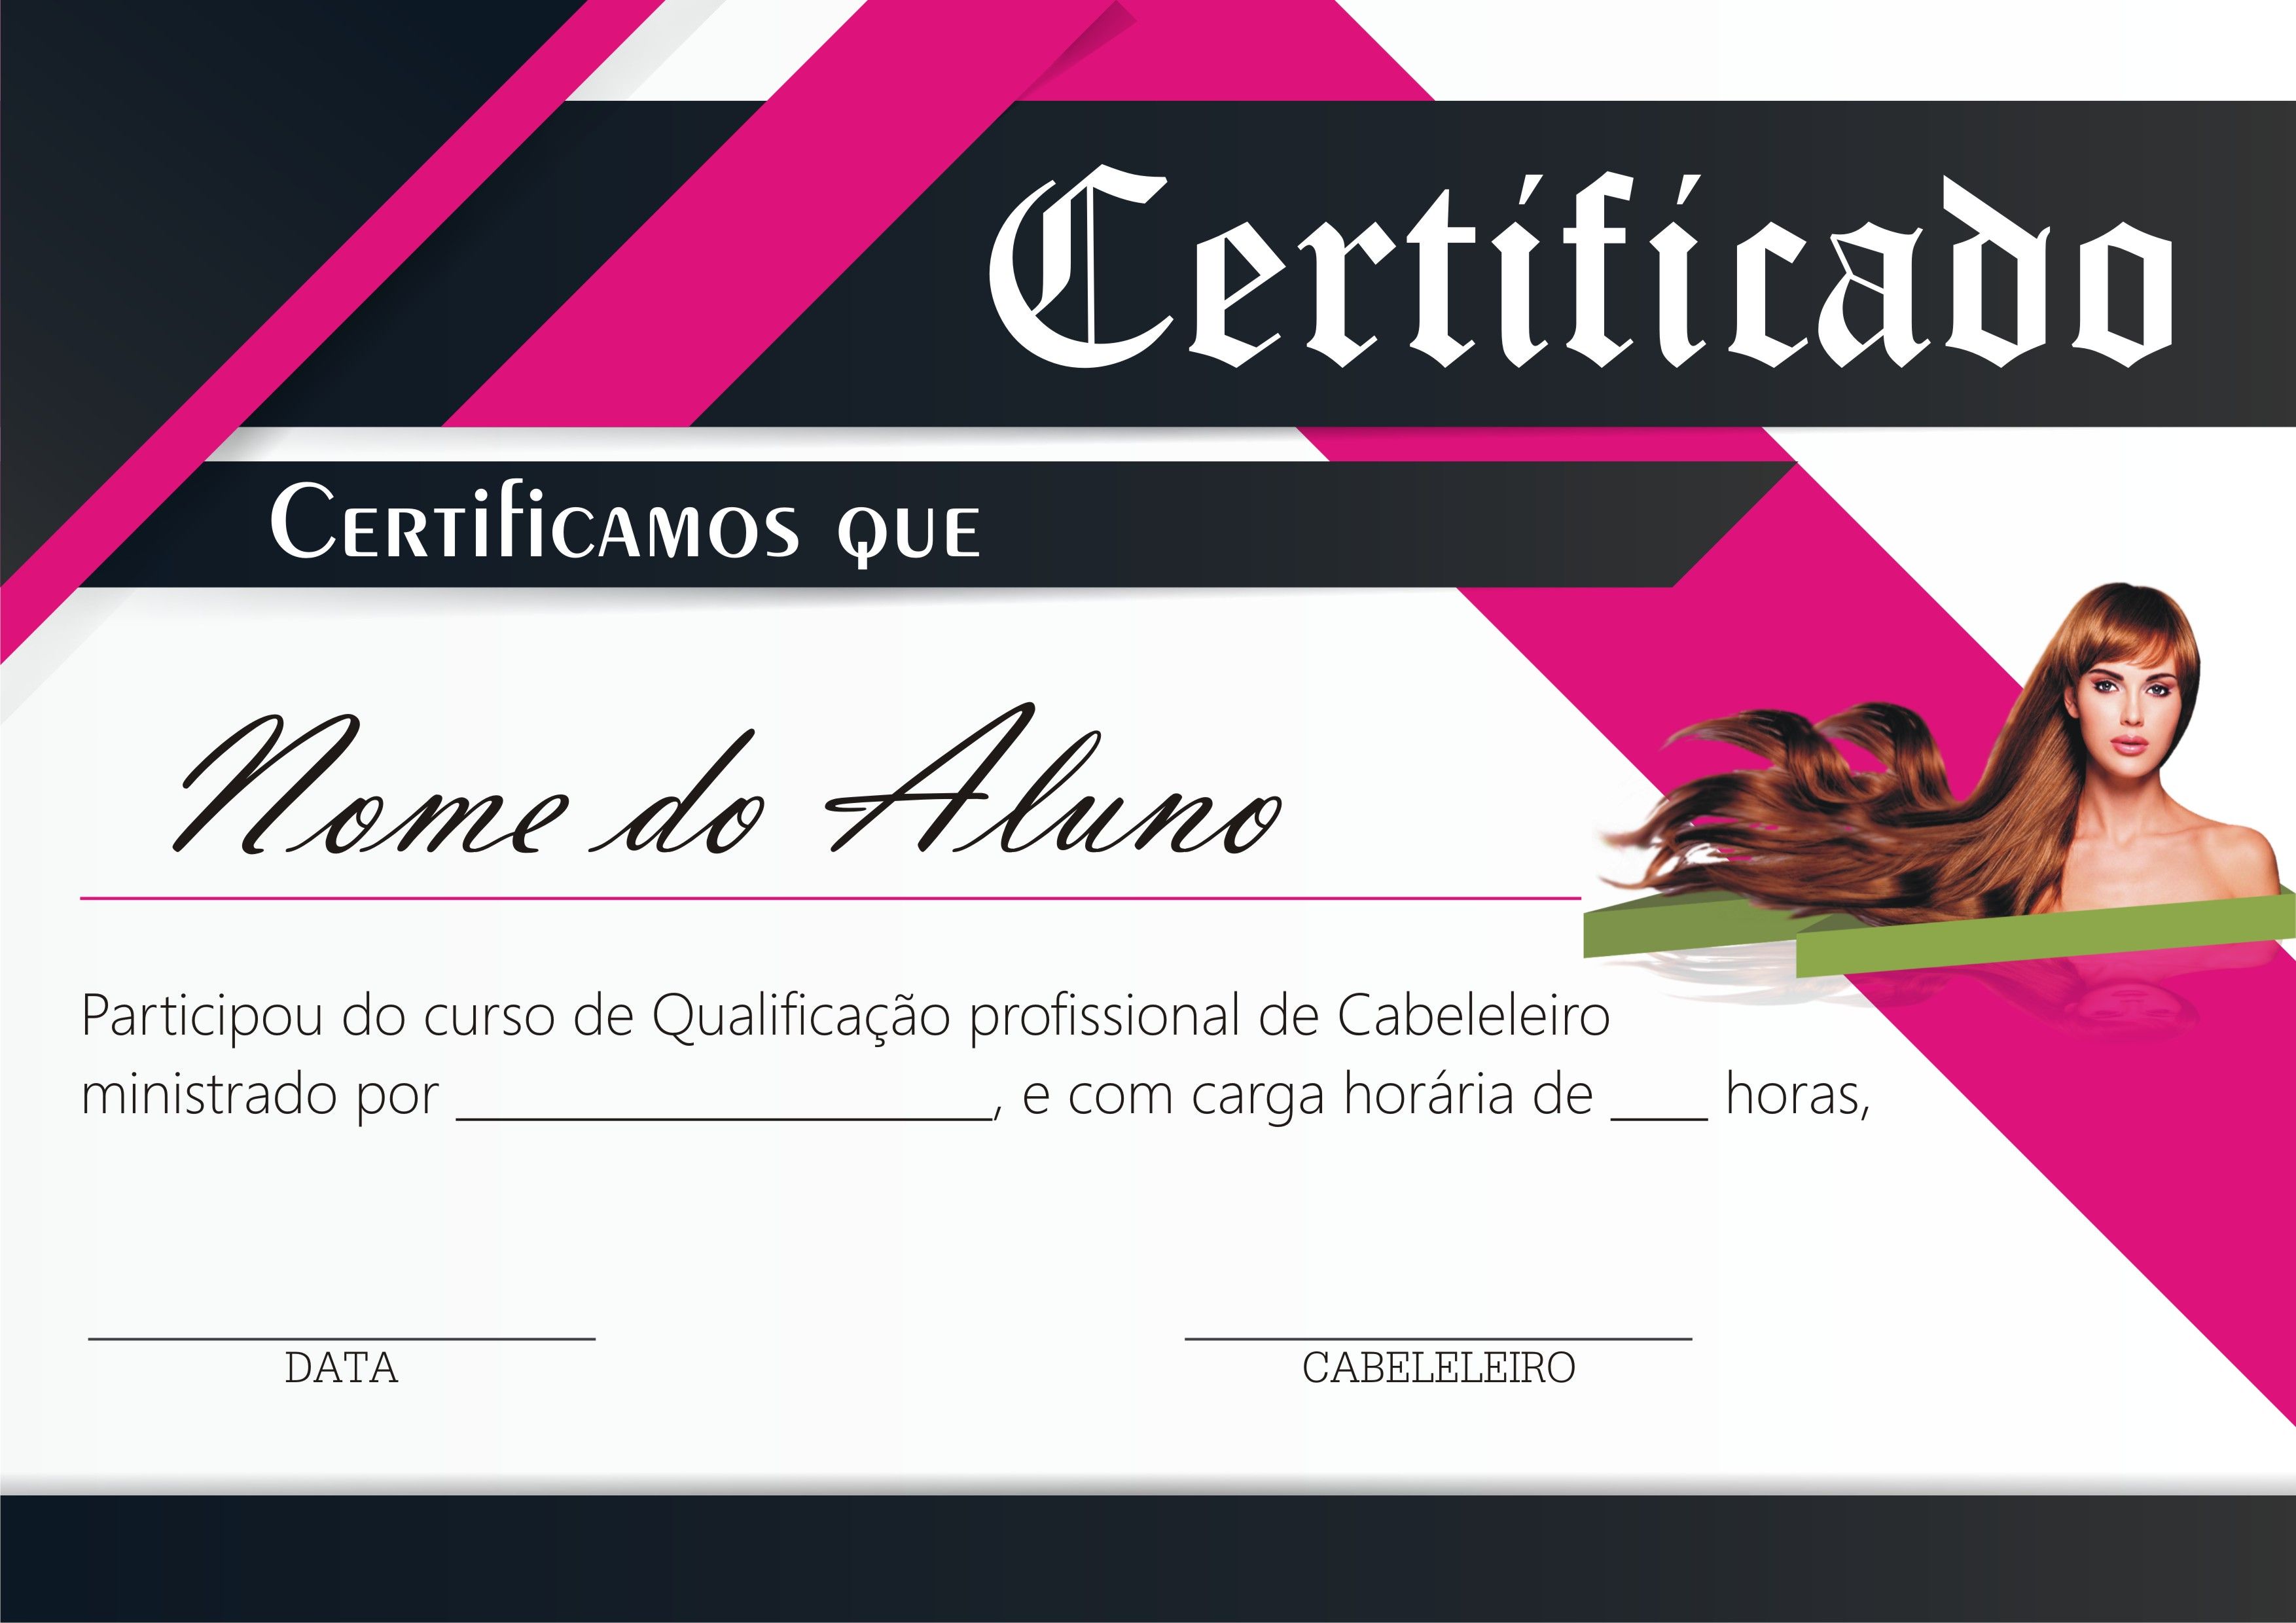 Certificado
Certificamos que
Nome do Aluno
Participou do curso de Qualificação profissional de Cabeleleiro
ministrado por ____________________, e com carga horária de ____ horas,
DATA
CABELELEIRO